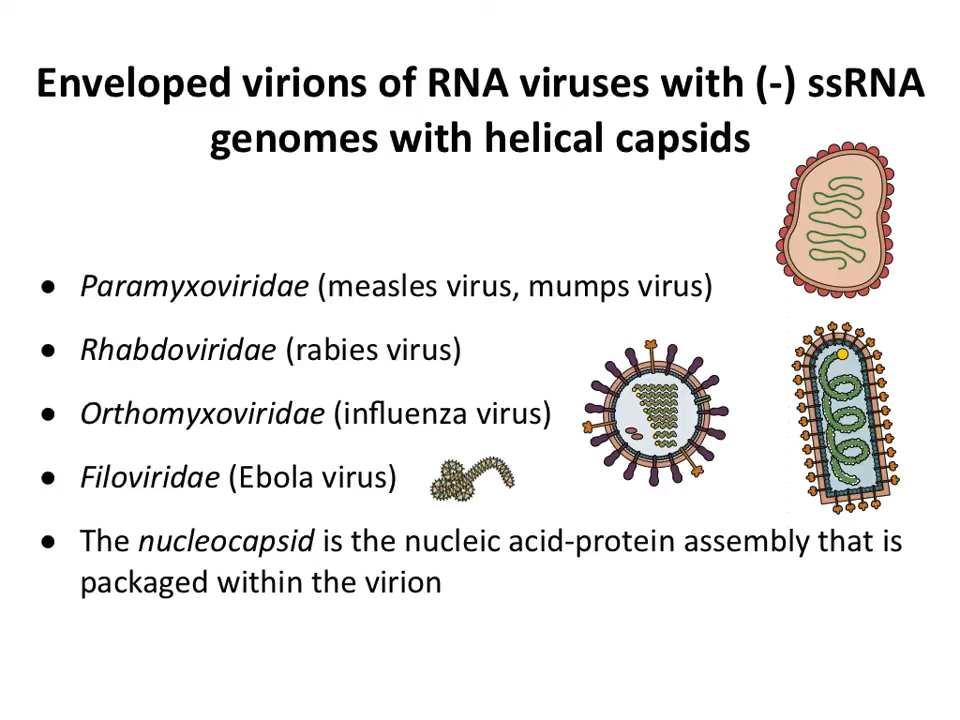 Enveloped virions of RNA viruses with (-) ssRNA
genomes with helical capsids
● Paramyxoviridae (measles virus, mumps virus)
● Rhabdoviridae (rabies virus)
● Orthomyxoviridae (influenza virus)
● Filoviridae (Ebola virus)
● The nucleocapsid is the nucleic acid-protein assembly that is
packaged within the virion